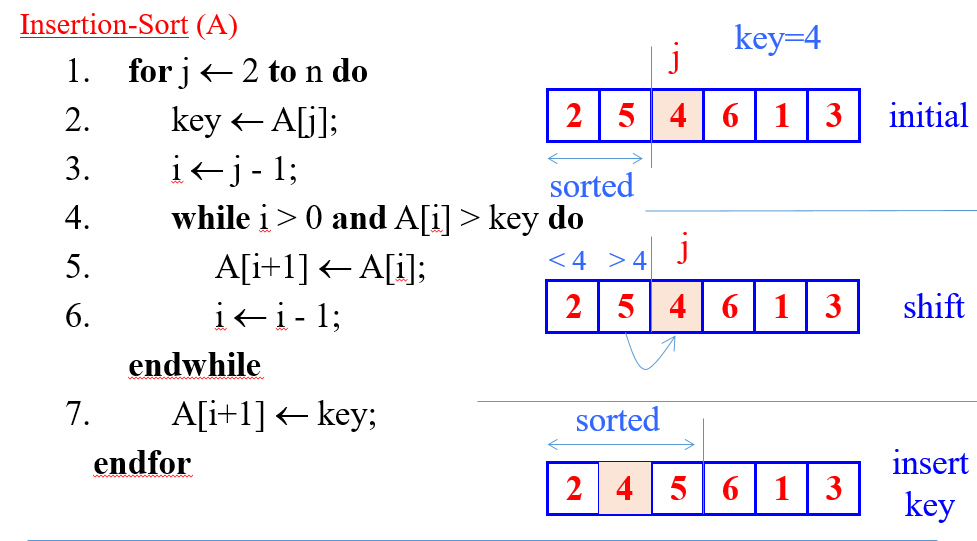 Insertion-Sort (A)
1. for j ← 2 to n do
2. key ← A[j];
3. i ← j - 1;
4. while i > 0 and A[i] > key do
5. A[i+1] ← A[i];
6. i ← i - 1;
endwhile
7. A[i+1] ← key;
endfor
j key=4
2 5 4 6 1 3 initial
sorted
< 4 > 4 j
2 5 4 6 1 3 shift
sorted
2 4 5 6 1 3 insert
key